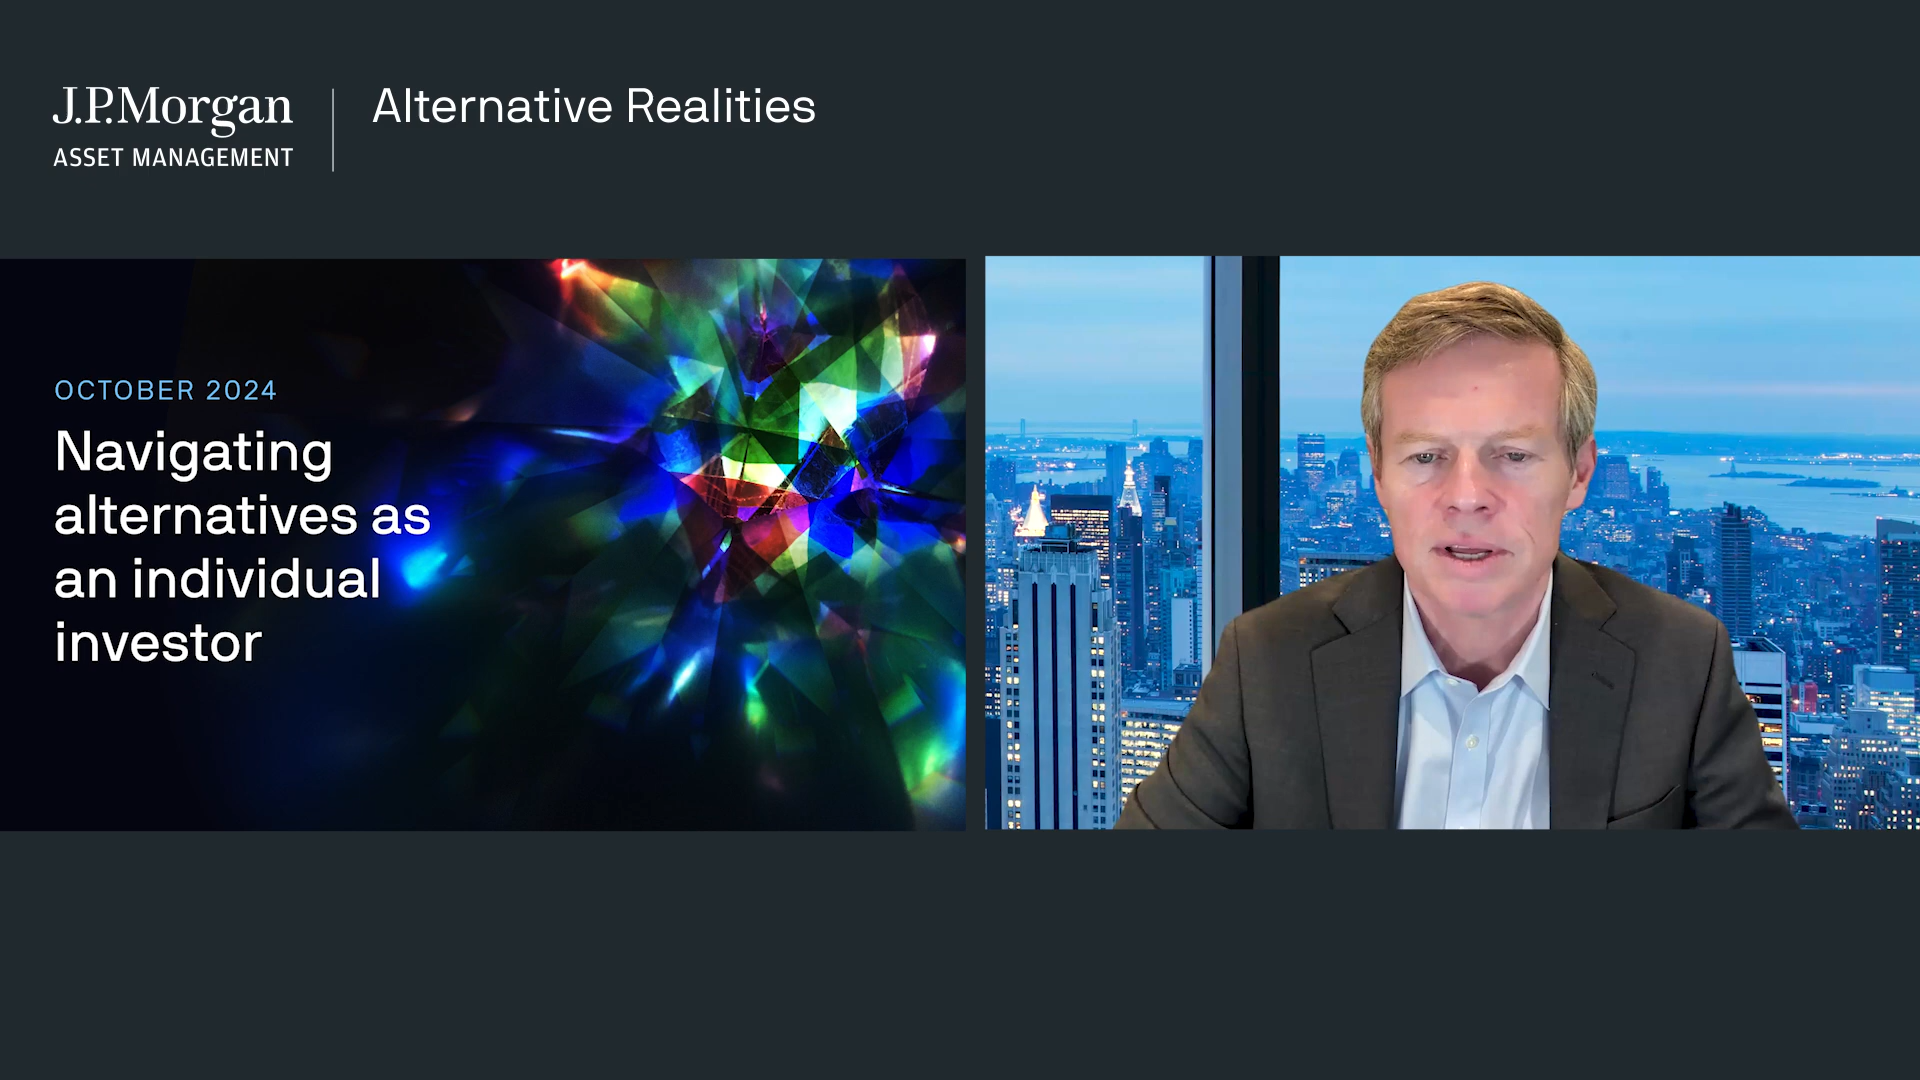 J.P.Morgan
ASSET MANAGEMENT
Alternative Realities
OCTOBER 2024
Navigating
alternatives as
an individual
investor